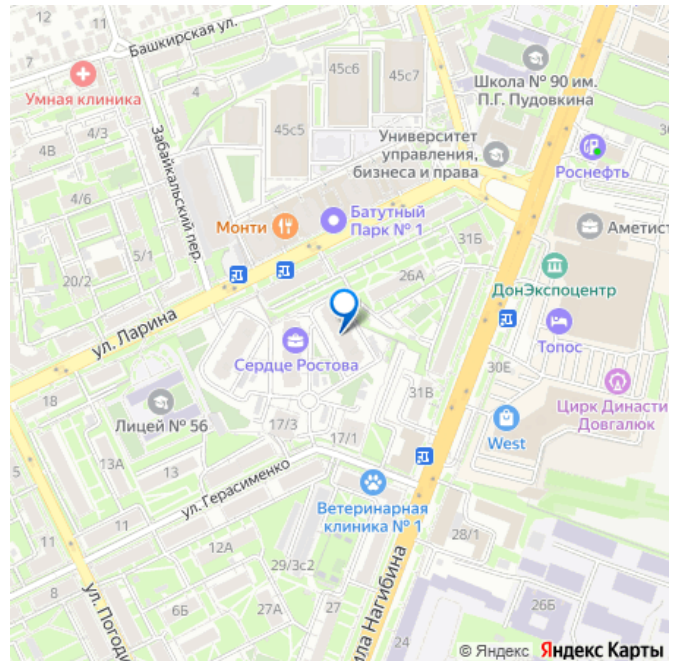 12
11
Башкирская ул.
45с6
45с7
Школа № 90 им.
П.Г. Пудовкина
Умная клиника
4
4/3
4В
45с5
Забайкальский пер.
Университет
управления,
бизнеса и права
Роснефть
4/6
Монти
Батутный
Парк № 1
31Б
Аметист
5/1
20/2
26А
ДонЭкспоцентр
ул. Ларина
Топос
Сердце Ростова
30Е
18
31В
Цирк Династи
Довгалюк
Лицей № 56
17/3
17/1
West
5
13А
13
ул. Герасименко
Ветеринарная
клиника № 1
11
11
28/1
12А
29/3с2
8
ул. Погоди
6Б
27А
27
ила Нагибина
24
26Б
© Яндекс Яндекс Карты